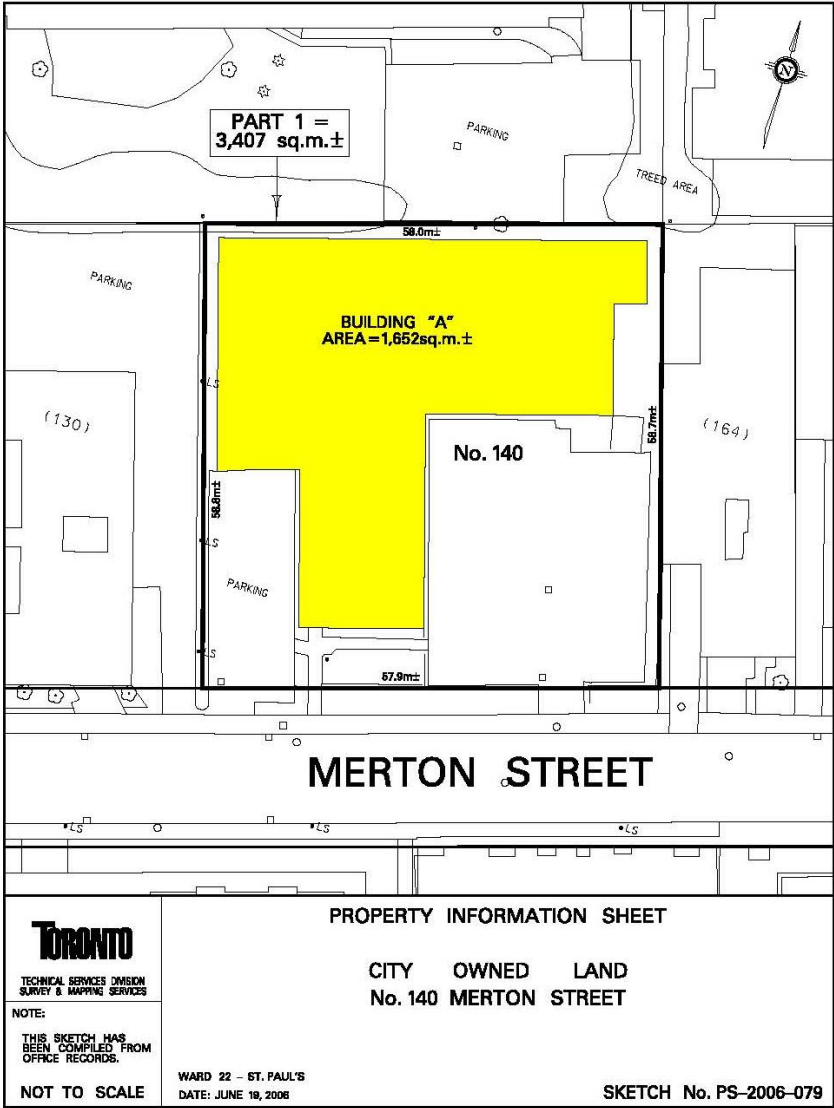 N
PART 1 =
3,407 sq.m.±
PARKING
TREED AREA
58.0m±
PARKING
BUILDING "A"
AREA=1,652sq.m.±
LS
(130)
(164)
58.7m±
No. 140
58.8m±
LS
PARKING
LS
57.9m±
MERTON STREET
LS
LS
LS
TORONTO
TECHNICAL SERVICES DIVISION
SURVEY & MAPPING SERVICES
NOTE:
THIS SKETCH HAS
BEEN COMPILED FROM
OFFICE RECORDS.
NOT TO SCALE
PROPERTY INFORMATION SHEET
CITY OWNED LAND
No. 140 MERTON STREET
WARD 22 - ST. PAUL'S
DATE: JUNE 19, 2006
SKETCH No. PS-2006-079